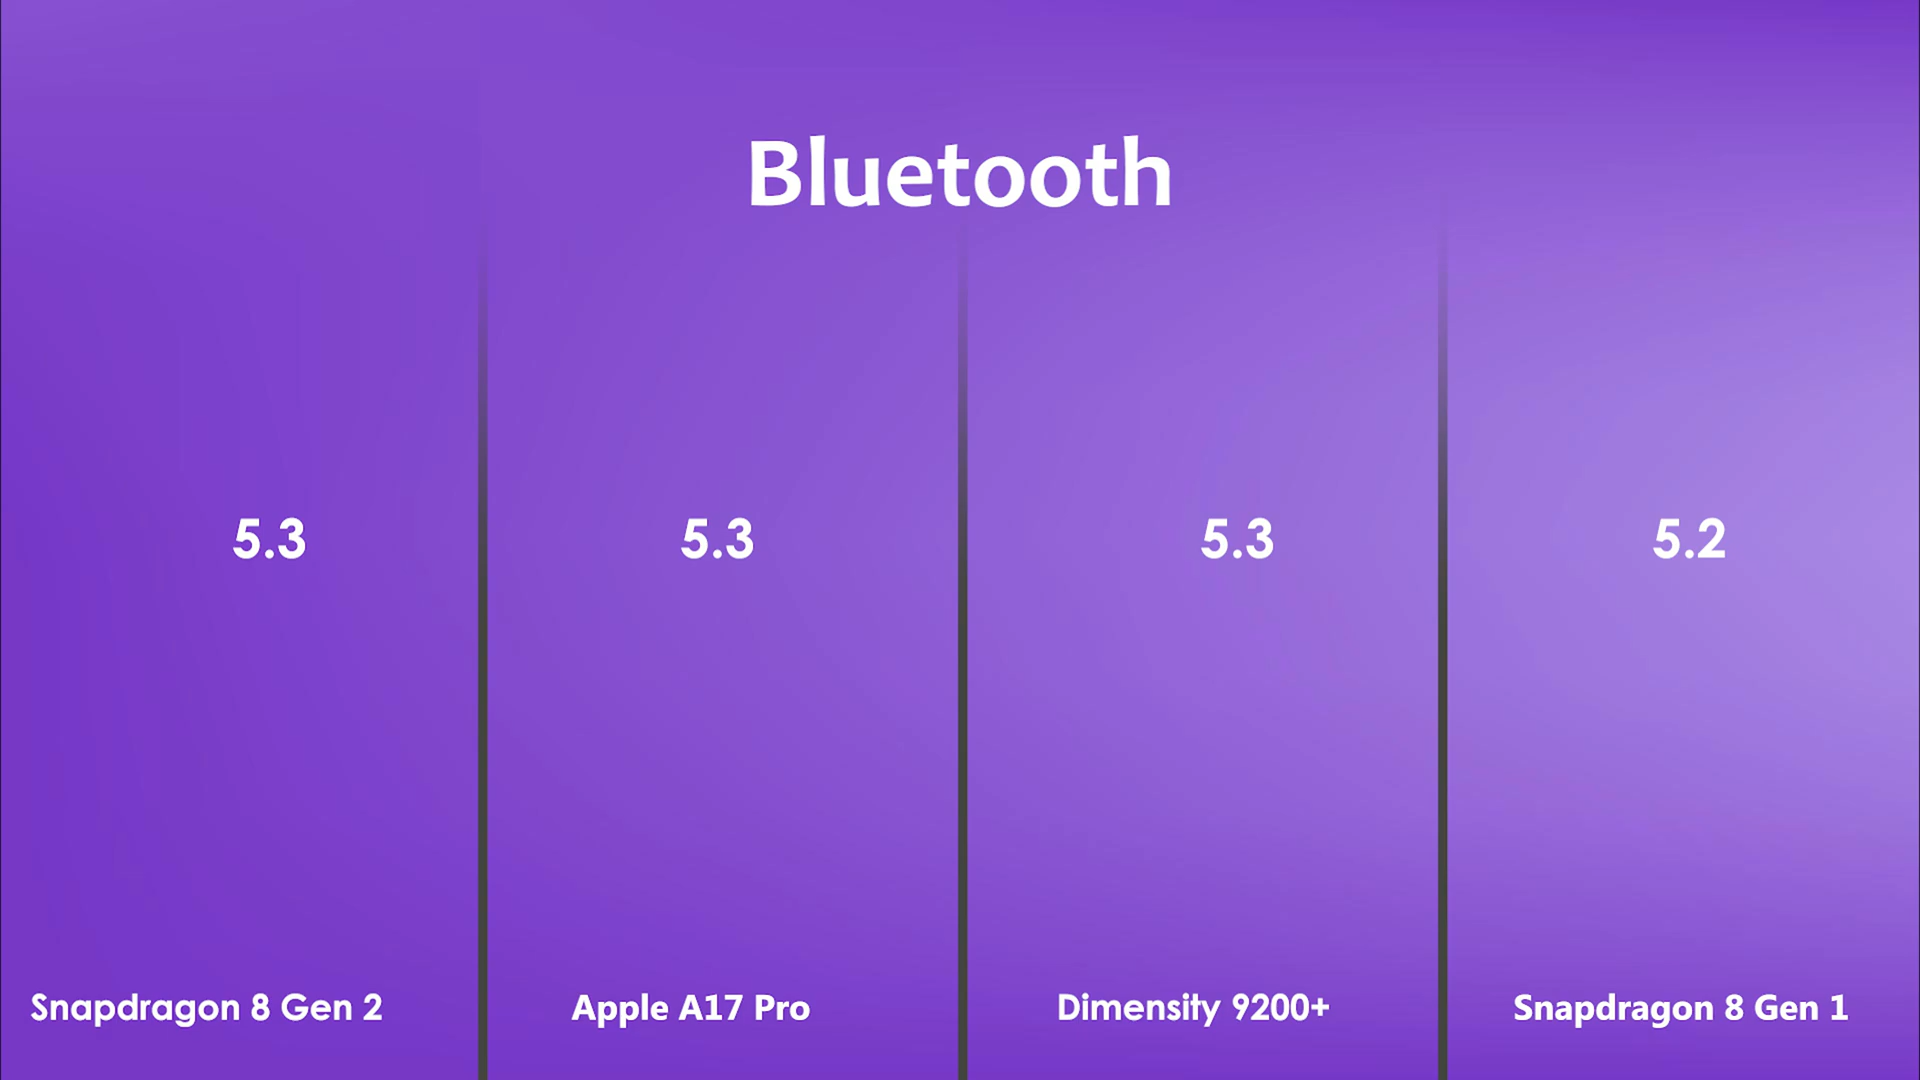 Bluetooth
5.3
5.3
5.3
5.2
Snapdragon 8 Gen 2
Apple A17 Pro
Dimensity 9200+
Snapdragon 8 Gen 1